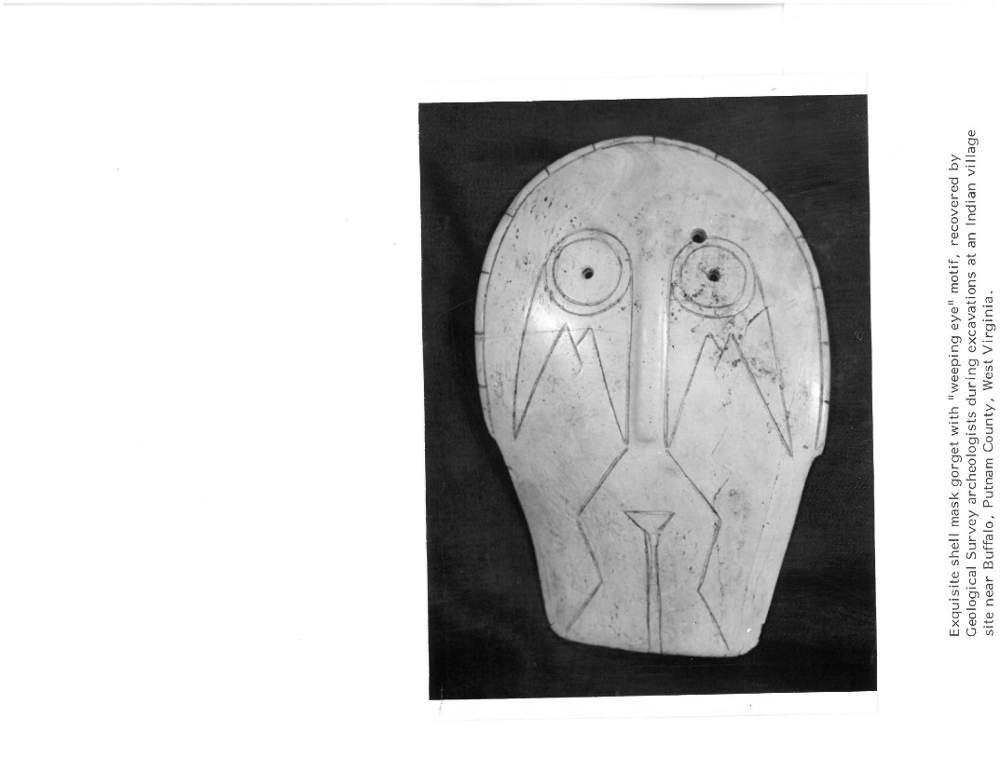 Exquisite shell mask gorget with "weeping eye" motif, recovered by
Geological Survey archeologists during excavations at an Indian village
site near Buffalo, Putnam County, West Virginia.